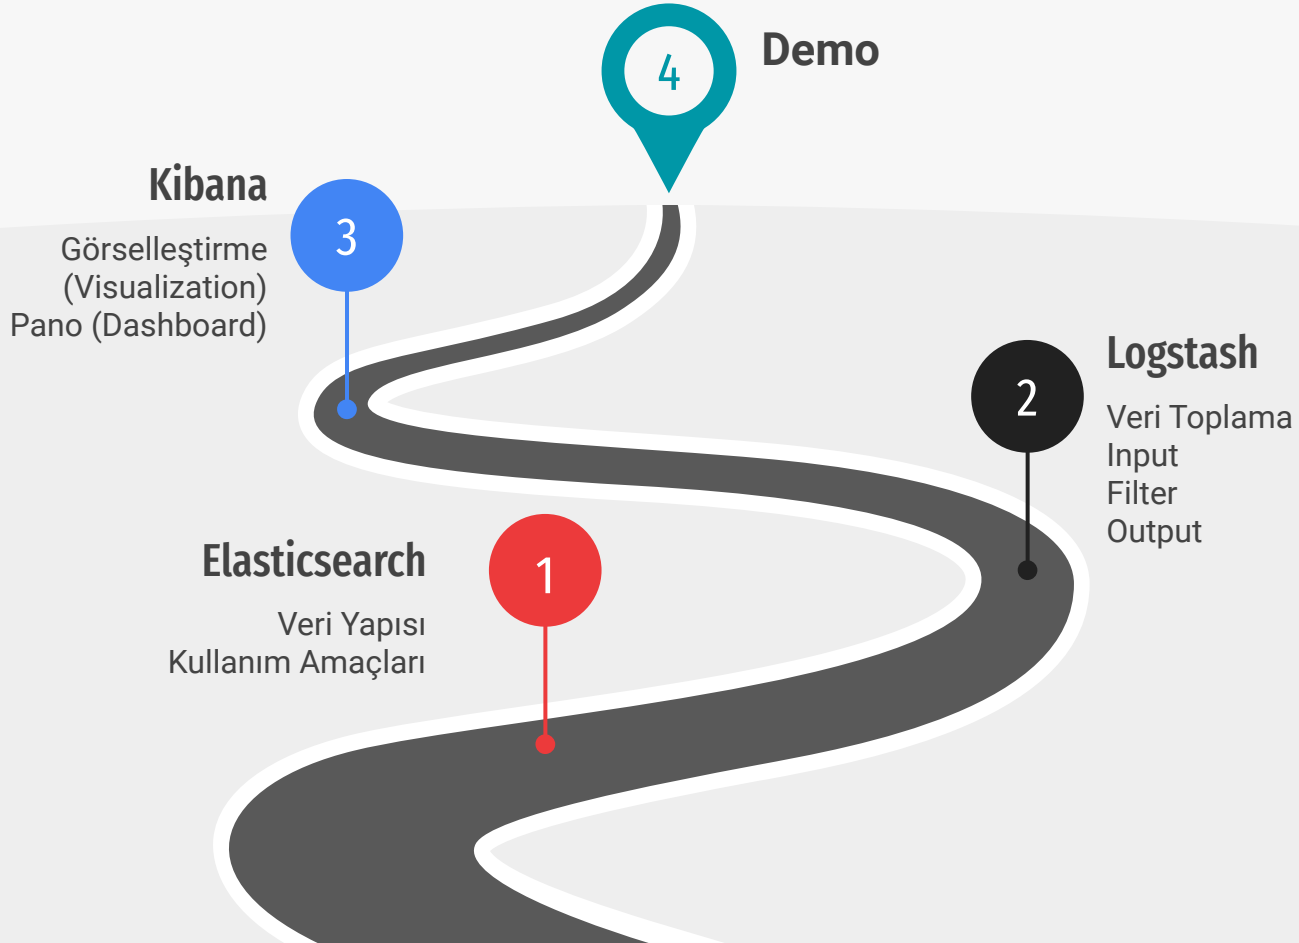 4
Demo
Kibana
3
Görselleştirme
(Visualization)
Pano (Dashboard)
2
Logstash
Veri Toplama
Input
Filter
Output
1
Elasticsearch
Veri Yapısı
Kullanım Amaçları